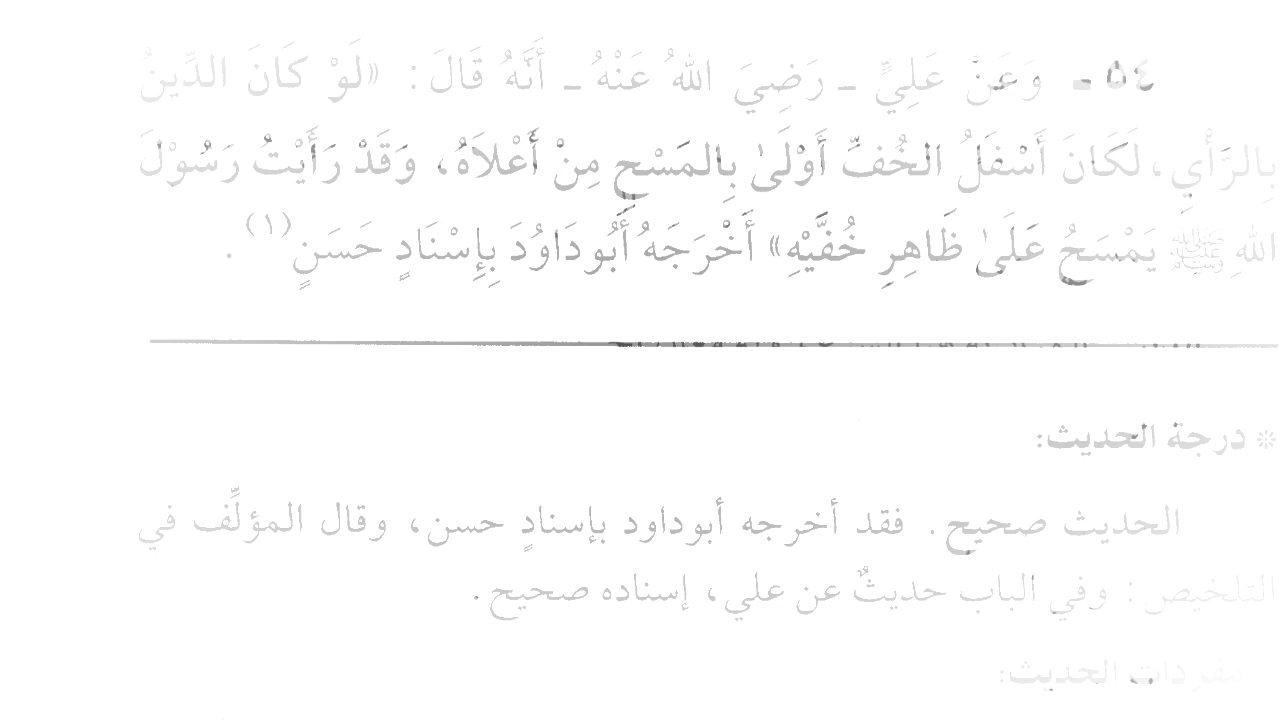 ٥٤ ـ وَعَنْ عَلِيٍّ ـ رَضِيَ اللهُ عَنْهُ ـ أَنَّهُ قَالَ: «لَوْ كَانَ الدِّينُ
بِالرَّأْيِ، لَكَانَ أَسْفَلُ الخُفِّ أَوْلَىٰ بِالمَسْحِ مِنْ أَعْلاَهُ، وَقَدْ رَأَيْتُ رَسُوْلَ
اللهِ ﷺ يَمْسَحُ عَلَىٰ ظَاهِرِ خُفَّيْهِ» أَخْرَجَهُ أَبُودَاوُدَ بِإِسْنَادٍ حَسَنٍ(١).
* درجة الحديث:
الحديث صحيح. فقد أخرجه أبوداود بإسنادٍ حسن، وقال المؤلِّف في
التلخيص: وفي الباب حديثٌ عن علي، إسناده صحيح.
مفردات الحديث: